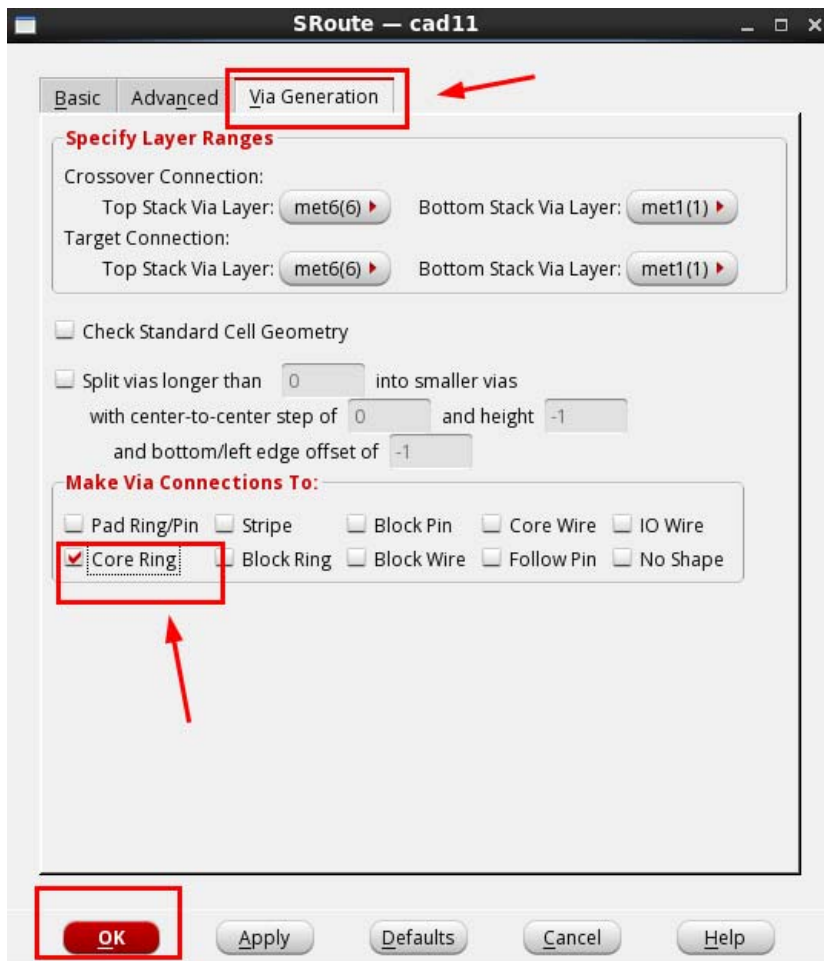 SRoute — cad11
Basic Advanced Via Generation
Specify Layer Ranges
Crossover Connection:
Top Stack Via Layer: met6(6) Bottom Stack Via Layer: met1(1)
Target Connection:
Top Stack Via Layer: met6(6) Bottom Stack Via Layer: met1(1)
Check Standard Cell Geometry
Split vias longer than 0 into smaller vias
with center-to-center step of 0 and height -1
and bottom/left edge offset of -1
Make Via Connections To:
Pad Ring/Pin Stripe Block Pin Core Wire IO Wire
Core Ring Block Ring Block Wire Follow Pin No Shape
OK Apply Defaults Cancel Help